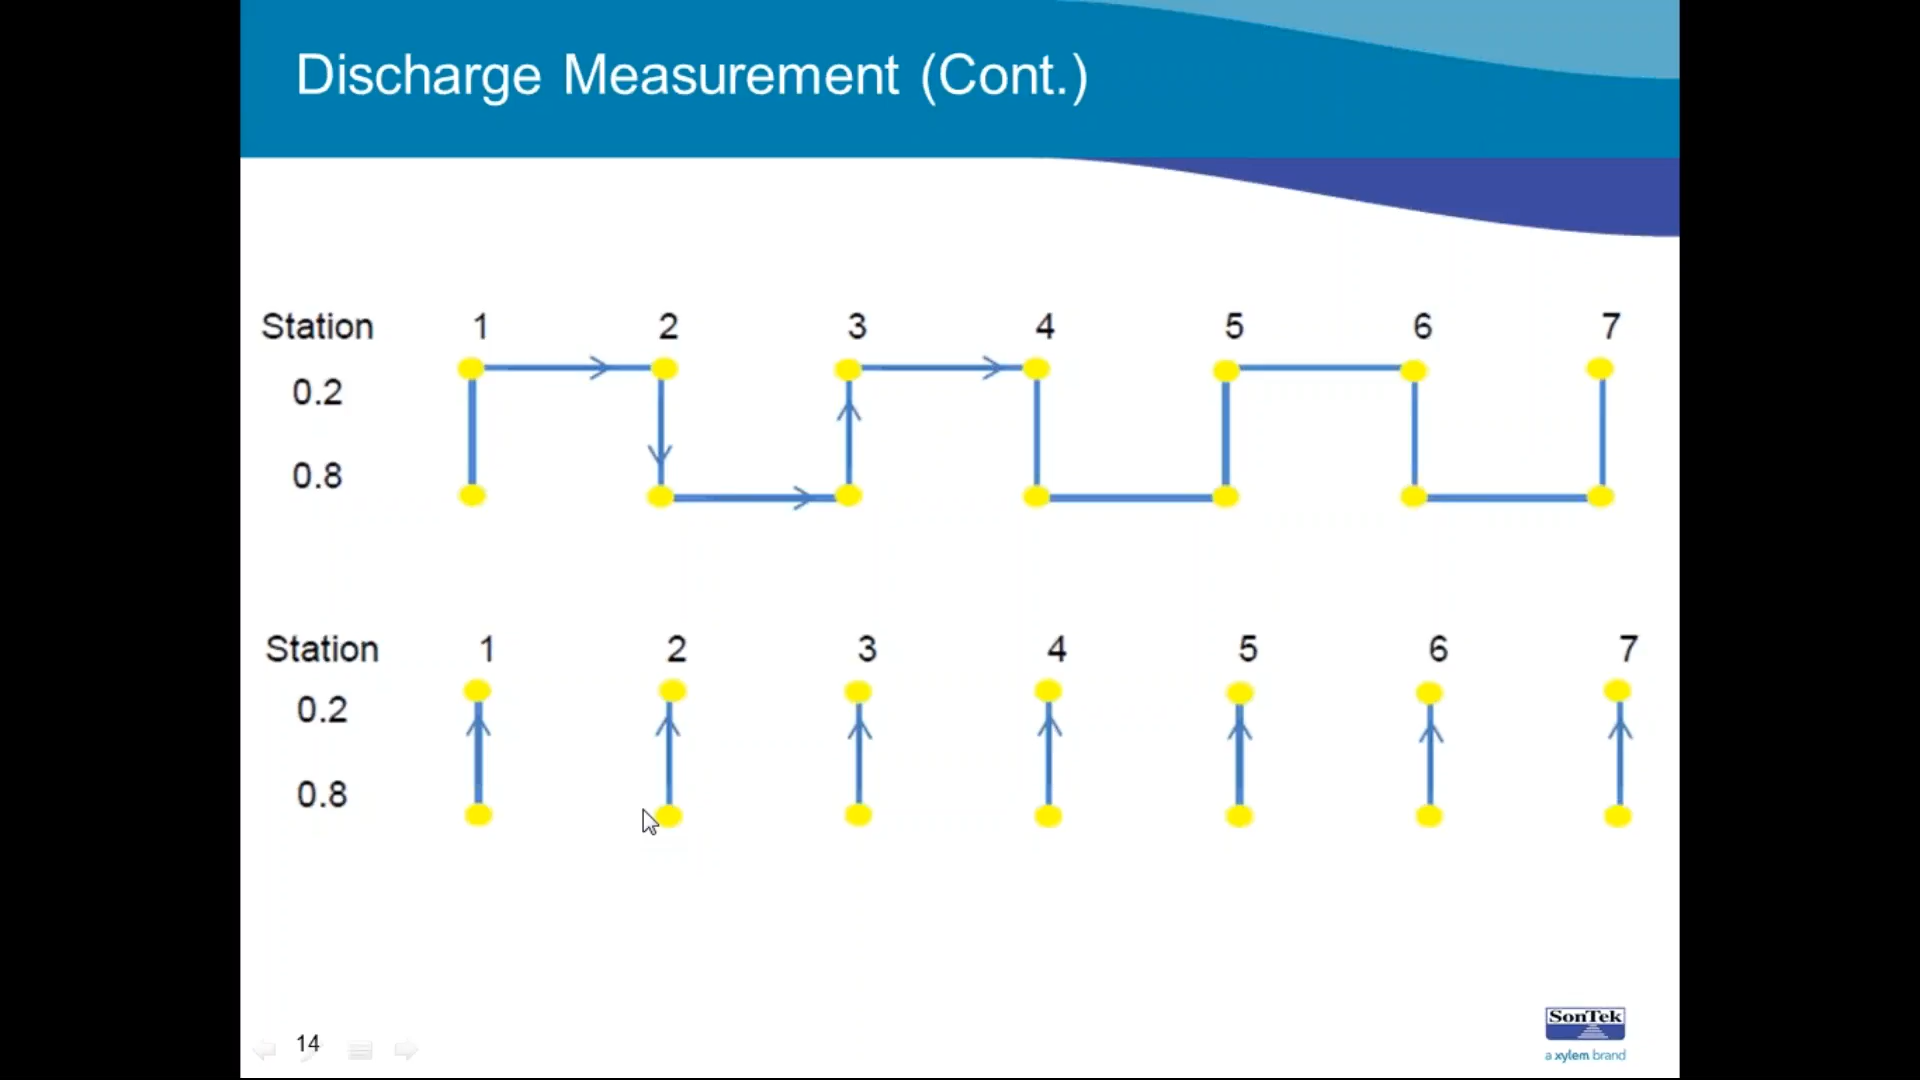 Discharge Measurement (Cont.)
Station 1 2 3 4 5 6 7
0.2
0.8
Station 1 2 3 4 5 6 7
0.2
0.8
14
SonTek
a xylem brand